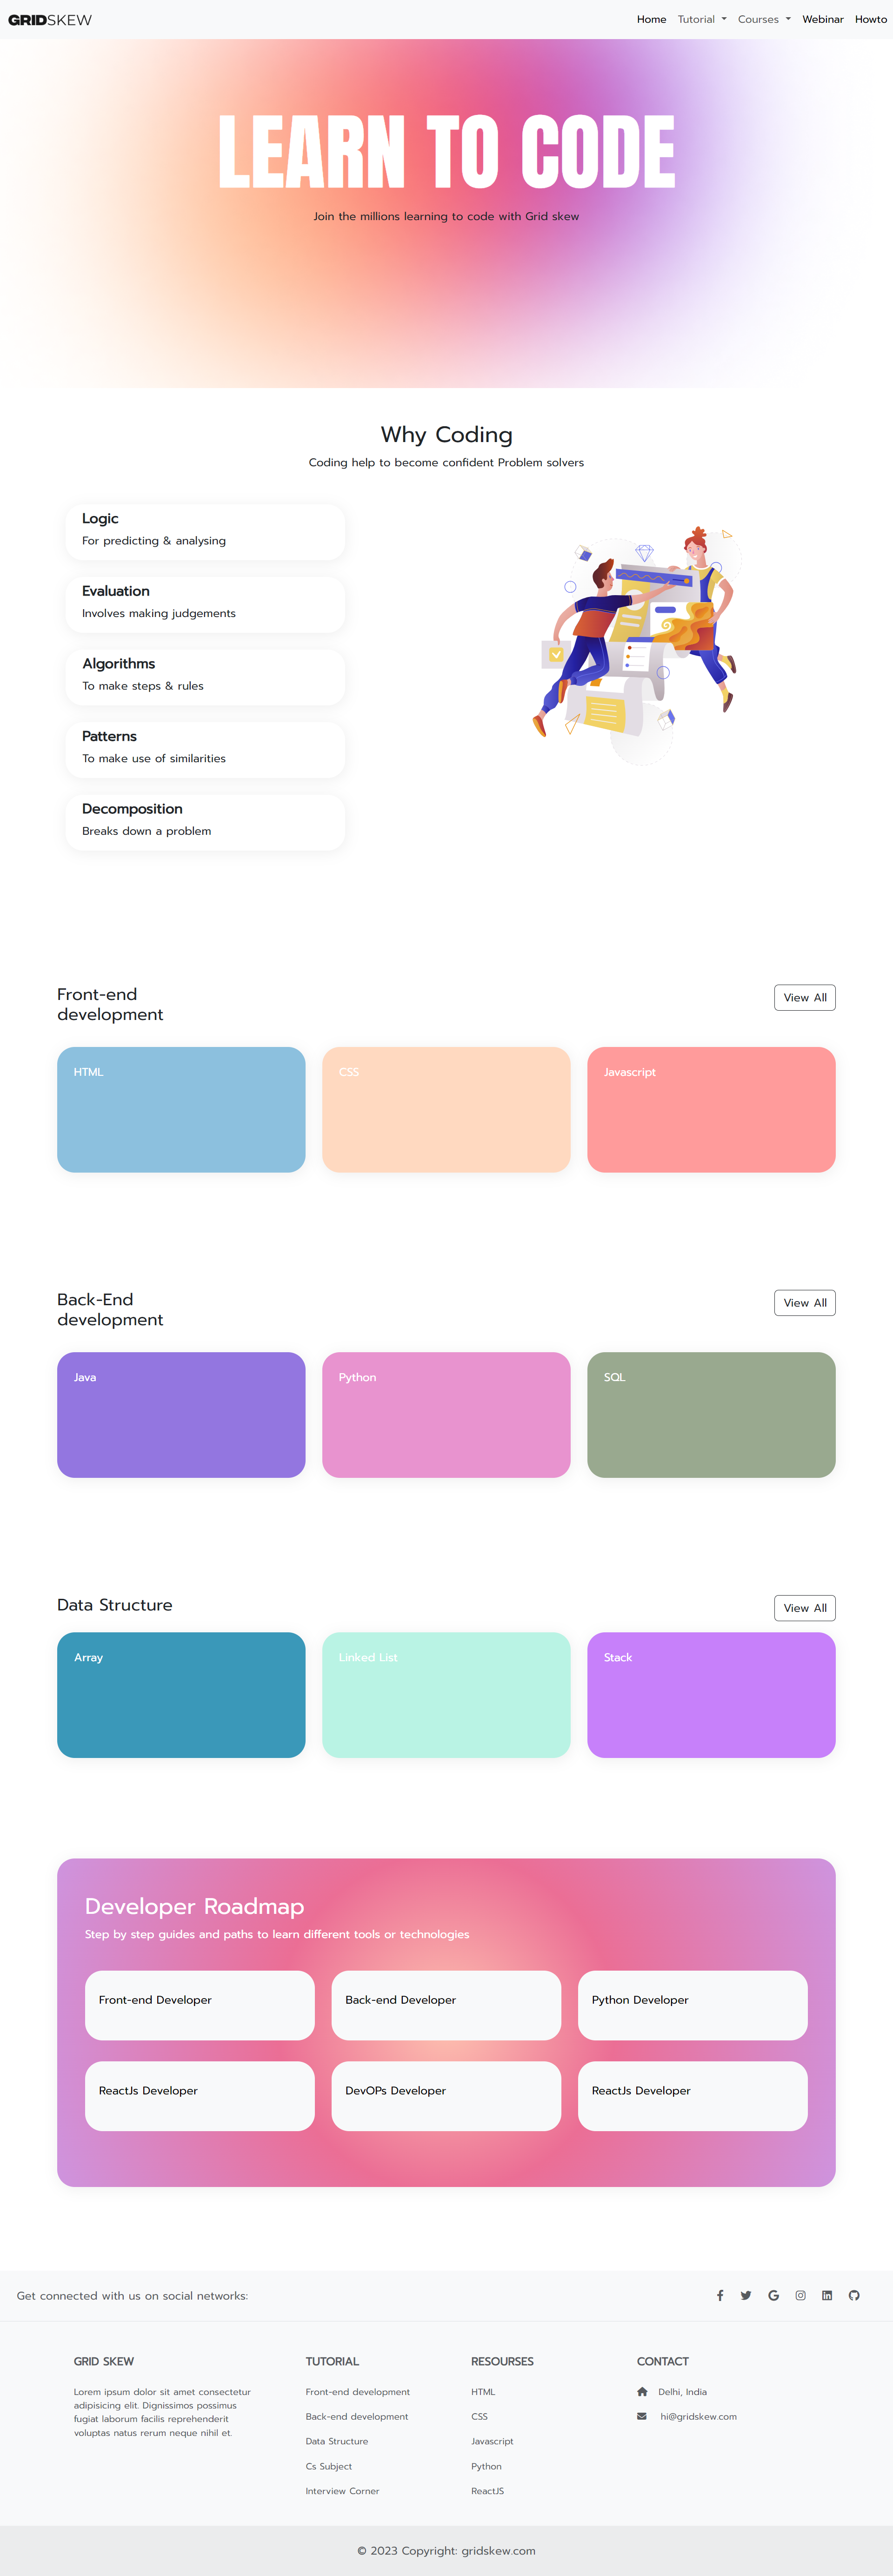 GRIDSKEW
Home Tutorial Courses Webinar Howto
LEARN TO CODE
Join the millions learning to code with Grid skew
Why Coding
Coding help to become confident Problem solvers
Logic
For predicting & analysing
Evaluation
Involves making judgements
Algorithms
To make steps & rules
Patterns
To make use of similarities
Decomposition
Breaks down a problem
Front-end
development
View All
HTML
CSS
Javascript
Back-End
development
View All
Java
Python
SQL
Data Structure
View All
Array
Linked List
Stack
Developer Roadmap
Step by step guides and paths to learn different tools or technologies
Front-end Developer
Back-end Developer
Python Developer
ReactJs Developer
DevOPs Developer
ReactJs Developer
Get connected with us on social networks:
GRID SKEW
Lorem ipsum dolor sit amet consectetur
adipisicing elit. Dignissimos possimus
fugiat laborum facilis reprehenderit
voluptas natus rerum neque nihil et.
TUTORIAL
Front-end development
Back-end development
Data Structure
Cs Subject
Interview Corner
RESOURSES
HTML
CSS
Javascript
Python
ReactJS
CONTACT
Delhi, India
hi@gridskew.com
© 2023 Copyright: gridskew.com